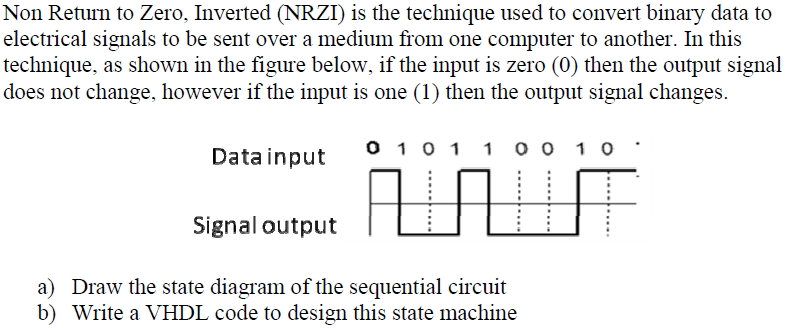 Non Return to Zero, Inverted (NRZI) is the technique used to convert binary data to
electrical signals to be sent over a medium from one computer to another. In this
technique, as shown in the figure below, if the input is zero (0) then the output signal
does not change, however if the input is one (1) then the output signal changes.
Data input 0 1 0 1 1 0 0 1 0
Signal output
a) Draw the state diagram of the sequential circuit
b) Write a VHDL code to design this state machine